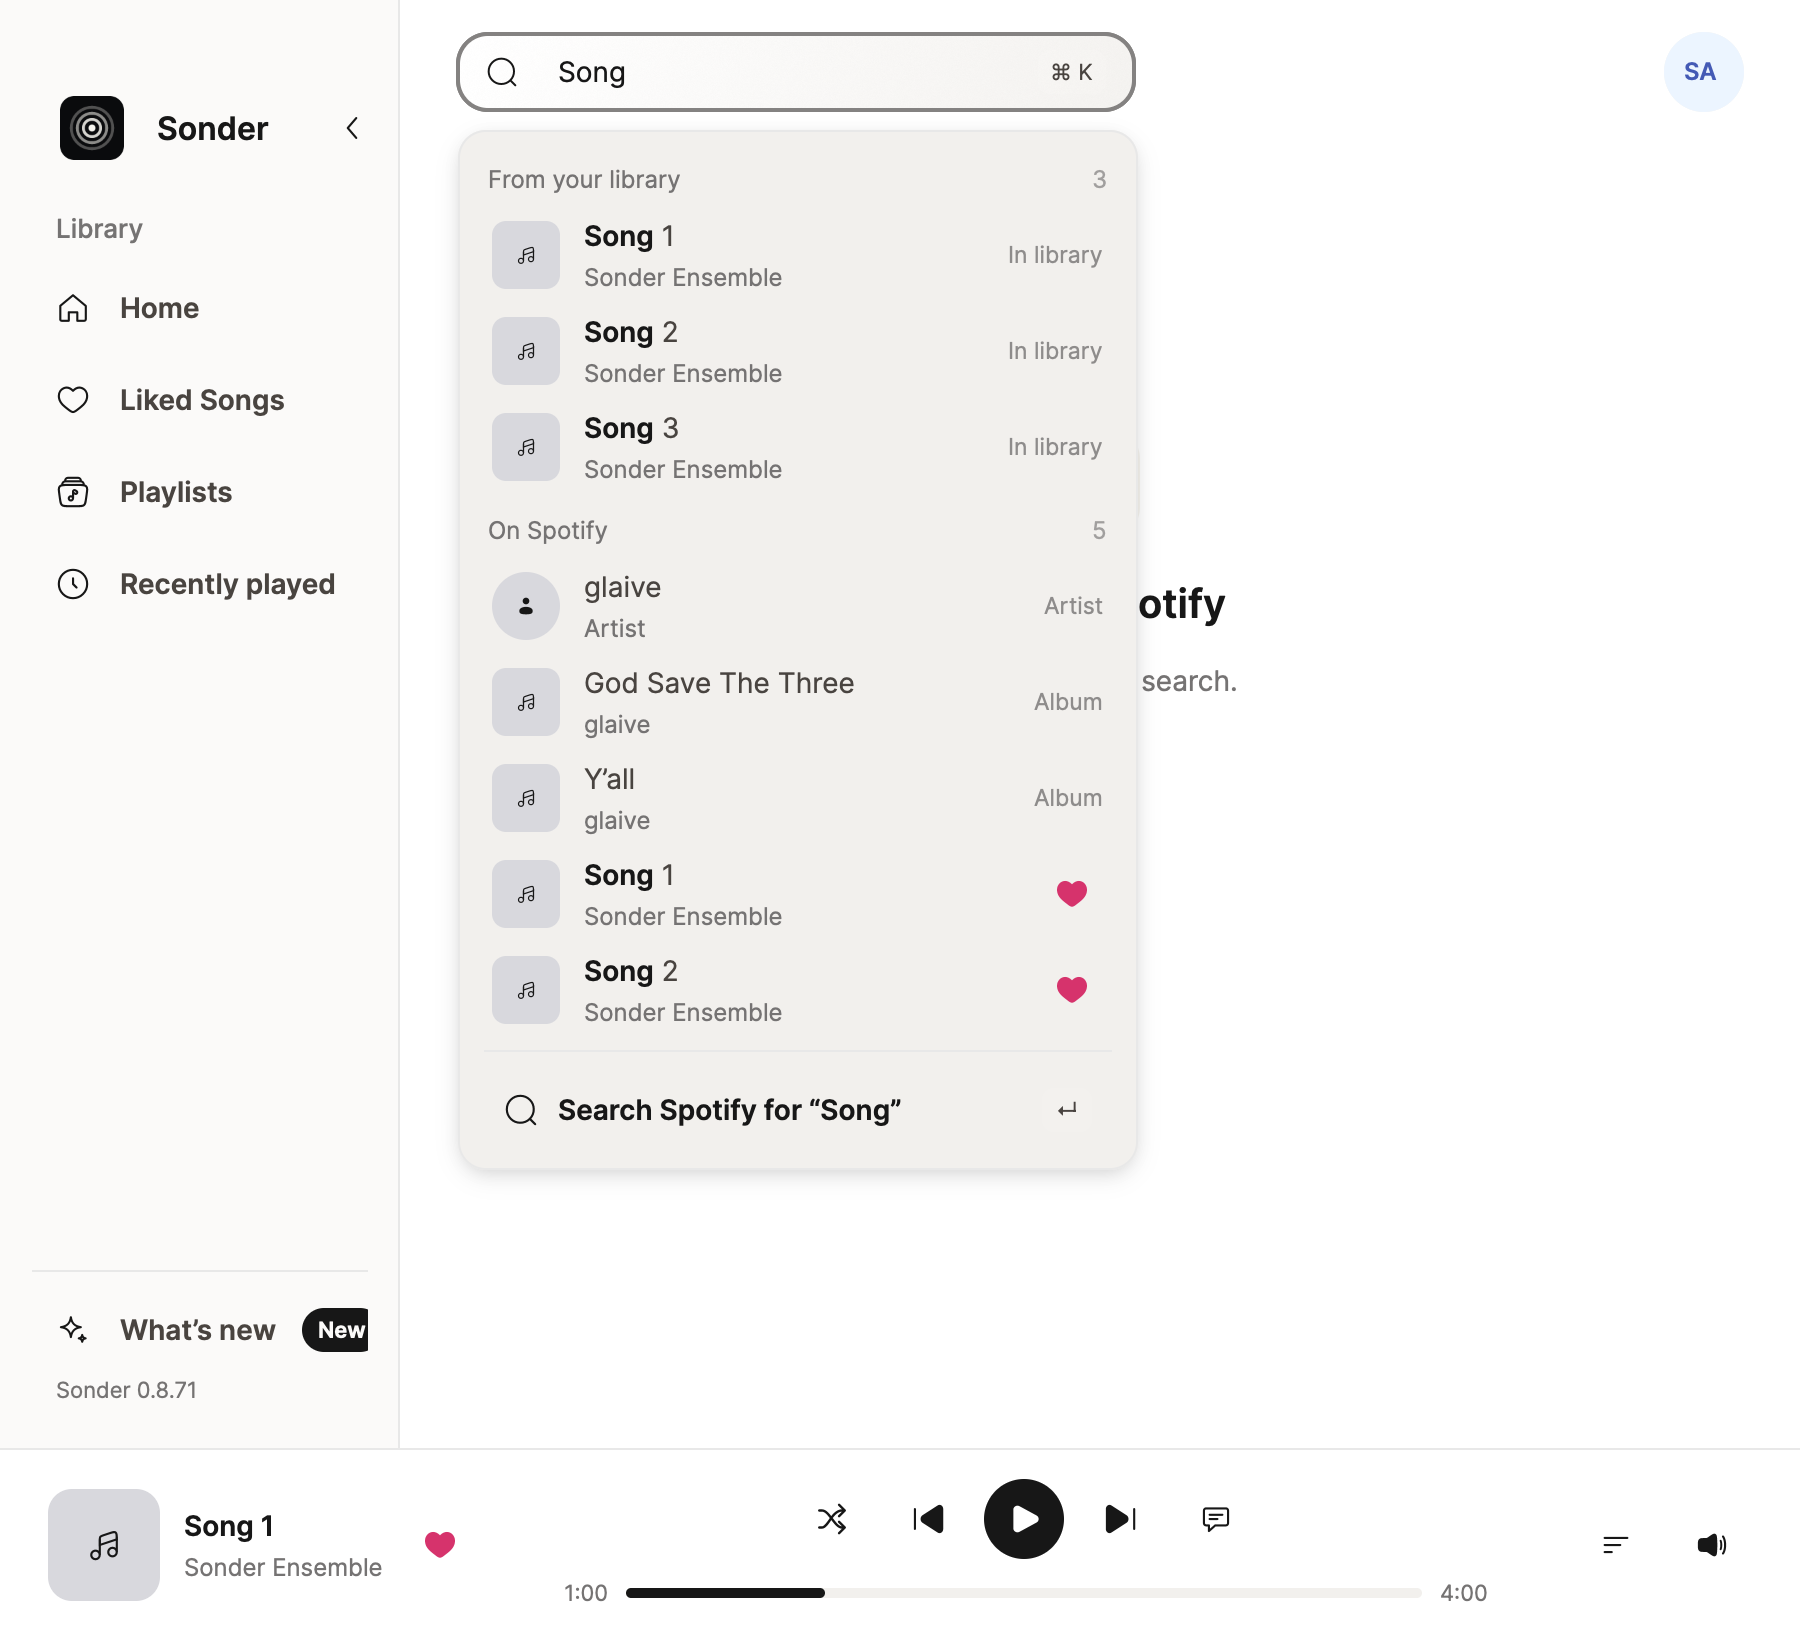 Song
⌘ K
SA
Sonder
Library
Home
Liked Songs
Playlists
Recently played
From your library 3
Song 1
Sonder Ensemble
In library
Song 2
Sonder Ensemble
In library
Song 3
Sonder Ensemble
In library
On Spotify 5
glaive
Artist
Artist
God Save The Three
glaive
Album
Y’all
glaive
Album
Song 1
Sonder Ensemble
Song 2
Sonder Ensemble
Search Spotify for “Song”
otify
search.
What’s new New
Sonder 0.8.71
Song 1
Sonder Ensemble
1:00
4:00